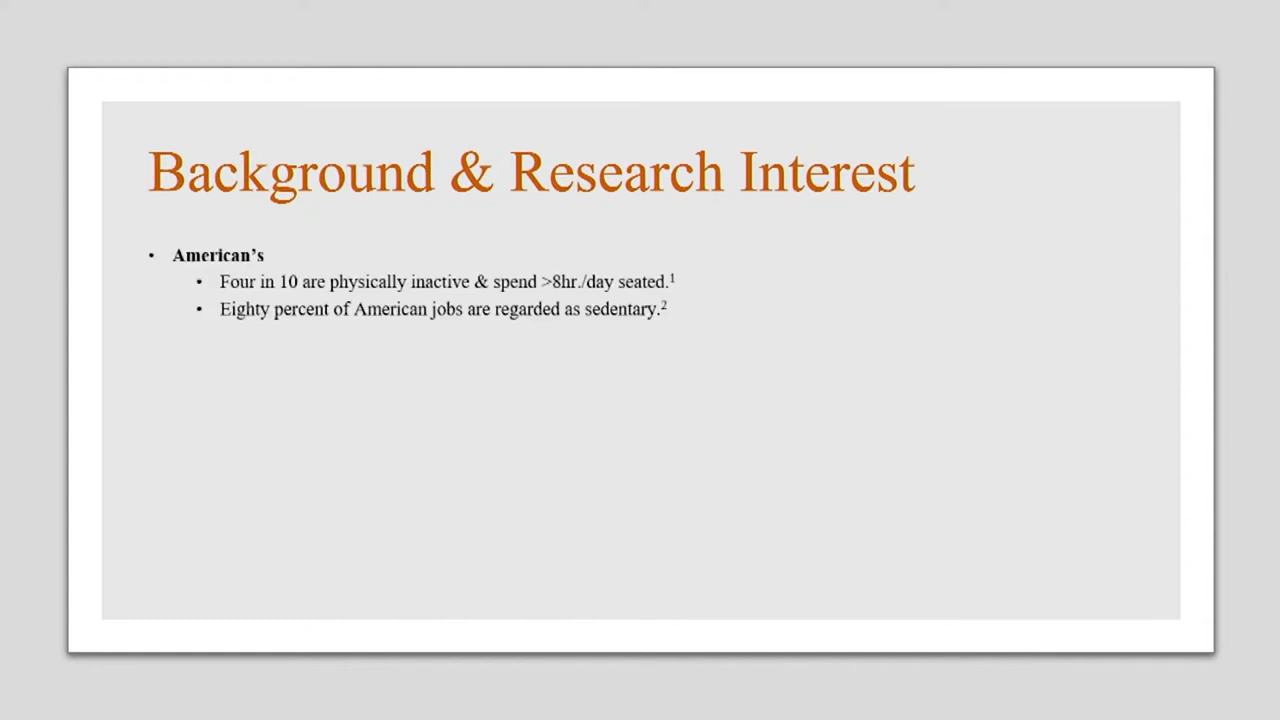 Background & Research Interest
• American’s
• Four in 10 are physically inactive & spend >8hr./day seated.¹
• Eighty percent of American jobs are regarded as sedentary.²